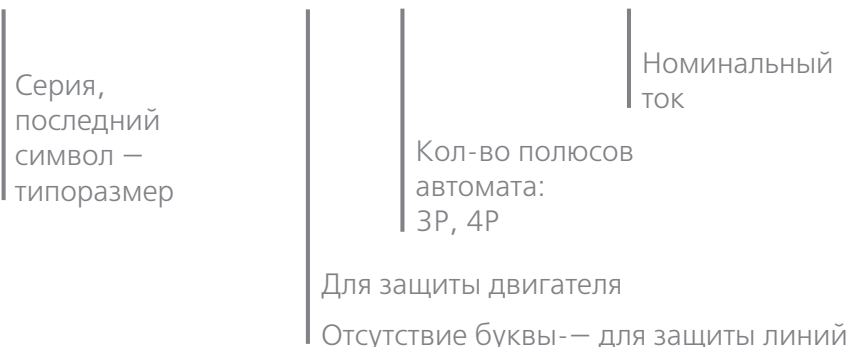 Серия,
последний
символ —
типоразмер
Номинальный
ток
Кол-во полюсов
автомата:
3P, 4P
Для защиты двигателя
Отсутствие буквы-— для защиты линий